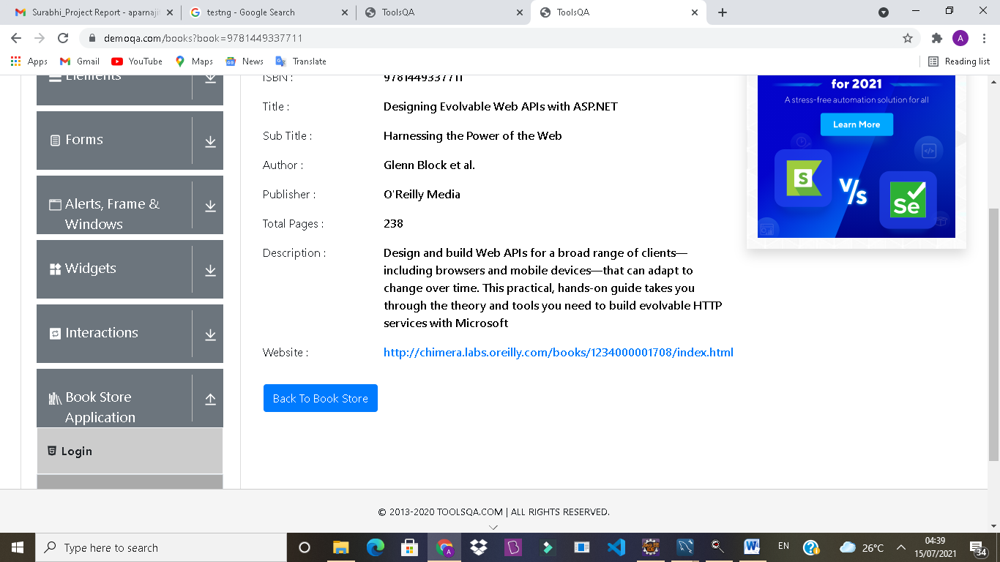 Surabhi_Project Report - aparnaji
testng - Google Search
ToolsQA
ToolsQA
demoqa.com/books?book=9781449337711
A
Apps
Gmail
YouTube
Maps
News
Translate
Reading list
Elements
Forms
Alerts, Frame &
Windows
Widgets
Interactions
Book Store
Application
Login
ISBN : 9781449337711
Title : Designing Evolvable Web APIs with ASP.NET
Sub Title : Harnessing the Power of the Web
Author : Glenn Block et al.
Publisher : O'Reilly Media
Total Pages : 238
Description : Design and build Web APIs for a broad range of clients—
including browsers and mobile devices—that can adapt to
change over time. This practical, hands-on guide takes you
through the theory and tools you need to build evolvable HTTP
services with Microsoft
Website : http://chimera.labs.oreilly.com/books/1234000001708/index.html
Back To Book Store
for 2021
A stress-free automation solution for all
Learn More
S
V/s
Se
© 2013-2020 TOOLSQA.COM | ALL RIGHTS RESERVED.
Type here to search
A
EN
26°C
04:39
15/07/2021
34